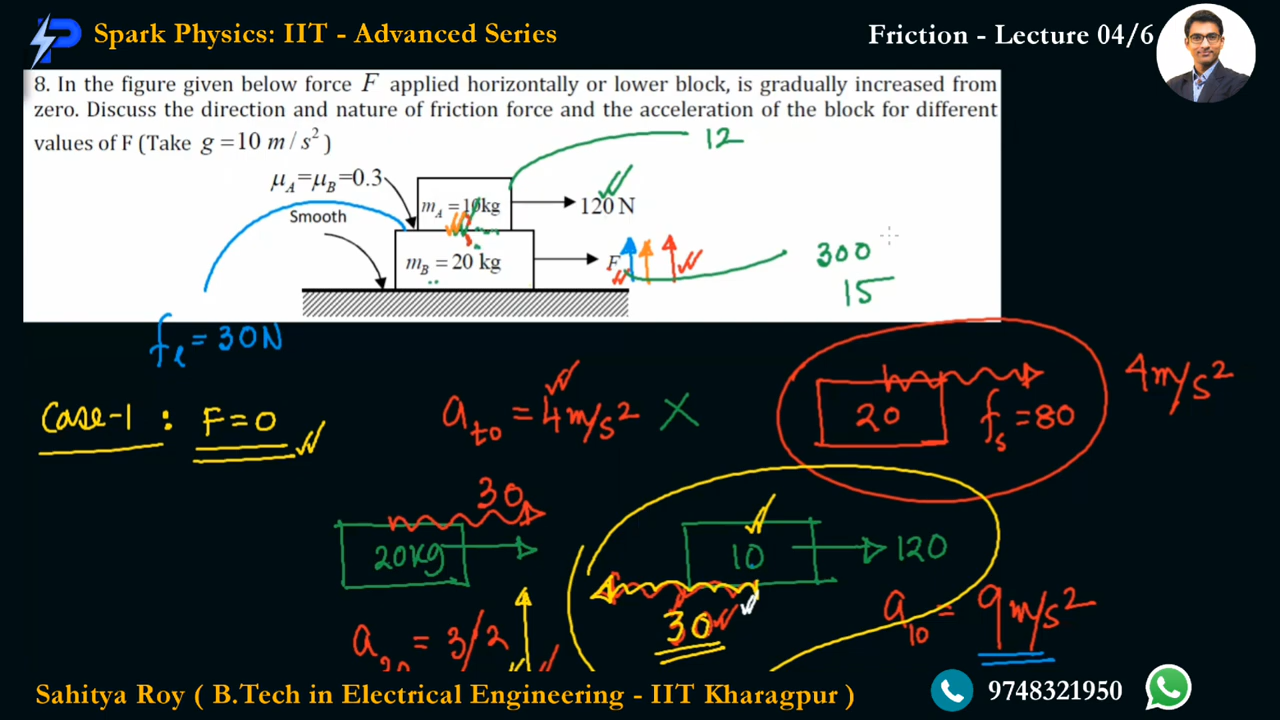 Spark Physics: IIT - Advanced Series
Friction - Lecture 04/6
8. In the figure given below force F applied horizontally or lower block, is gradually increased from
zero. Discuss the direction and nature of friction force and the acceleration of the block for different
values of F (Take g = 10 m/s²)
12
μA=μB=0.3
mA = 10kg
120 N
Smooth
mB = 20 kg
F
300
15
fl = 30N
Case-1 : F=0
ato = 4m/s²
20
fs = 80
4m/s²
30
20kg
10
120
30
a20 = 3/2
a10 = 9m/s²
Sahitya Roy ( B.Tech in Electrical Engineering - IIT Kharagpur )
9748321950